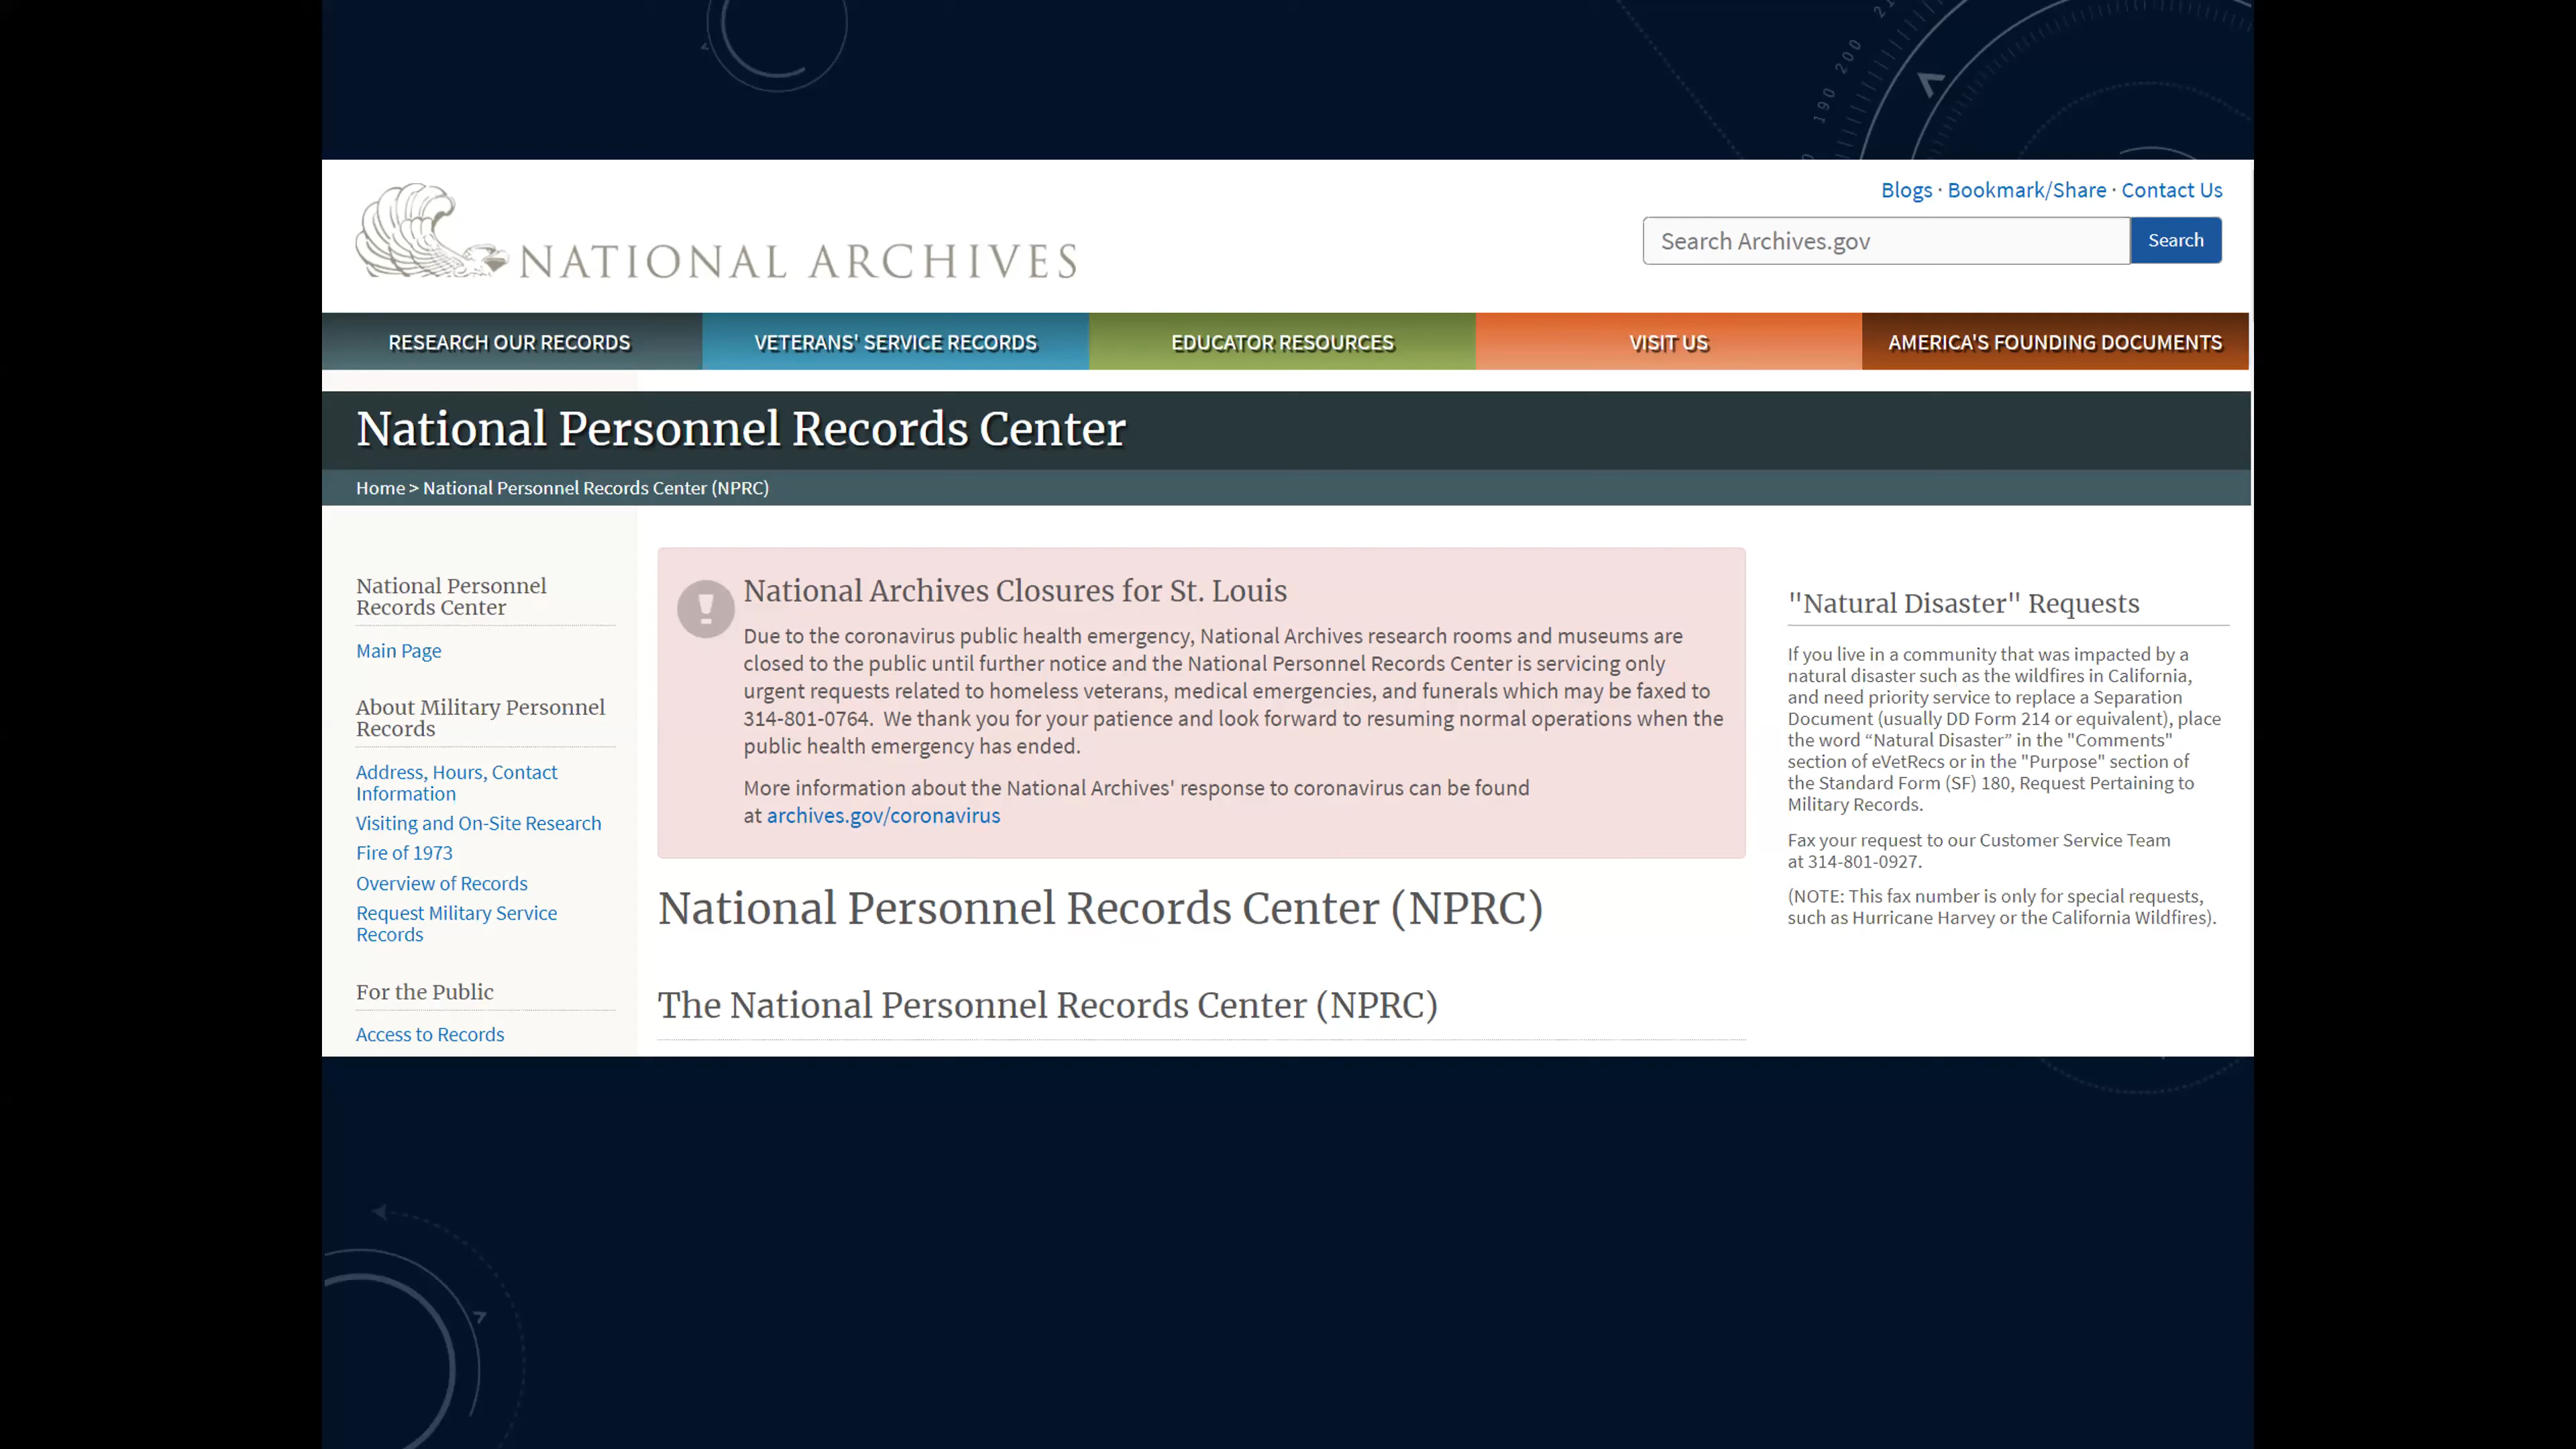 Blogs · Bookmark/Share · Contact Us
NATIONAL ARCHIVES
Search Archives.gov
Search
RESEARCH OUR RECORDS
VETERANS' SERVICE RECORDS
EDUCATOR RESOURCES
VISIT US
AMERICA'S FOUNDING DOCUMENTS
National Personnel Records Center
Home > National Personnel Records Center (NPRC)
National Personnel
Records Center
Main Page
About Military Personnel
Records
Address, Hours, Contact
Information
Visiting and On-Site Research
Fire of 1973
Overview of Records
Request Military Service
Records
For the Public
Access to Records
National Archives Closures for St. Louis
Due to the coronavirus public health emergency, National Archives research rooms and museums are
closed to the public until further notice and the National Personnel Records Center is servicing only
urgent requests related to homeless veterans, medical emergencies, and funerals which may be faxed to
314-801-0764.  We thank you for your patience and look forward to resuming normal operations when the
public health emergency has ended.
More information about the National Archives' response to coronavirus can be found
at archives.gov/coronavirus
National Personnel Records Center (NPRC)
The National Personnel Records Center (NPRC)
"Natural Disaster" Requests
If you live in a community that was impacted by a
natural disaster such as the wildfires in California,
and need priority service to replace a Separation
Document (usually DD Form 214 or equivalent), place
the word “Natural Disaster” in the "Comments"
section of eVetRecs or in the "Purpose" section of
the Standard Form (SF) 180, Request Pertaining to
Military Records.
Fax your request to our Customer Service Team
at 314-801-0927.
(NOTE: This fax number is only for special requests,
such as Hurricane Harvey or the California Wildfires).
190 200